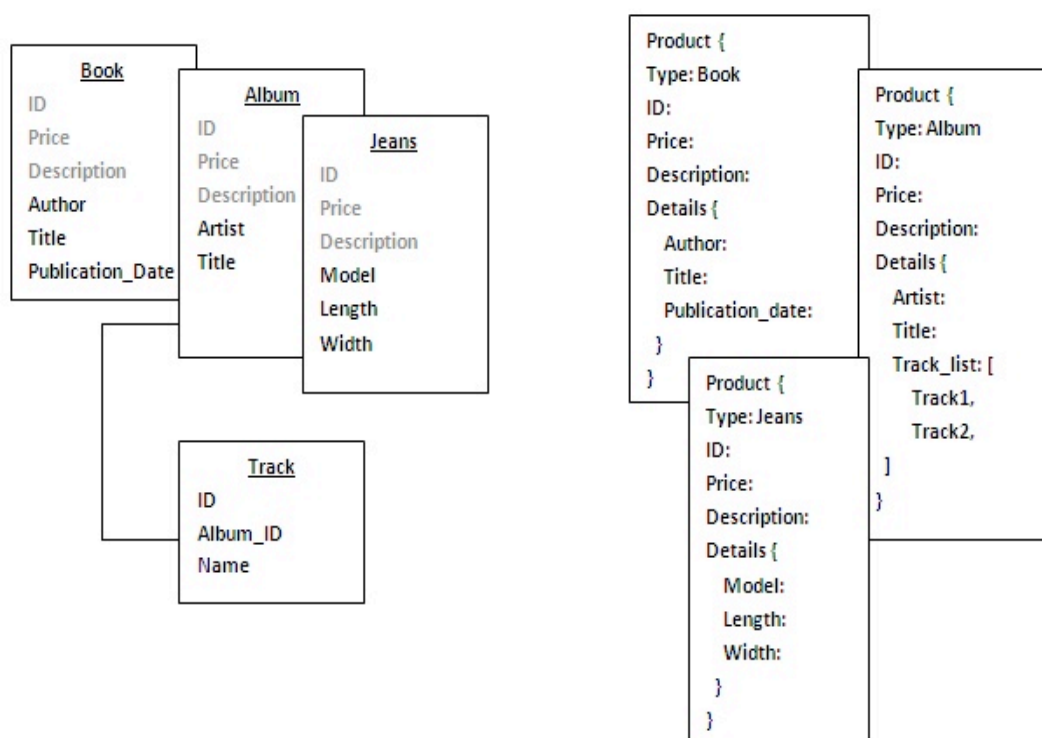 Book
ID
Price
Description
Author
Title
Publication_Date
Album
ID
Price
Description
Artist
Title
Jeans
ID
Price
Description
Model
Length
Width
Track
ID
Album_ID
Name
Product {
Type: Book
ID:
Price:
Description:
Details {
Author:
Title:
Publication_date:
}
}
Product {
Type: Album
ID:
Price:
Description:
Details {
Artist:
Title:
Track_list: [
Track1,
Track2,
]
}
Product {
Type: Jeans
ID:
Price:
Description:
Details {
Model:
Length:
Width:
}
}